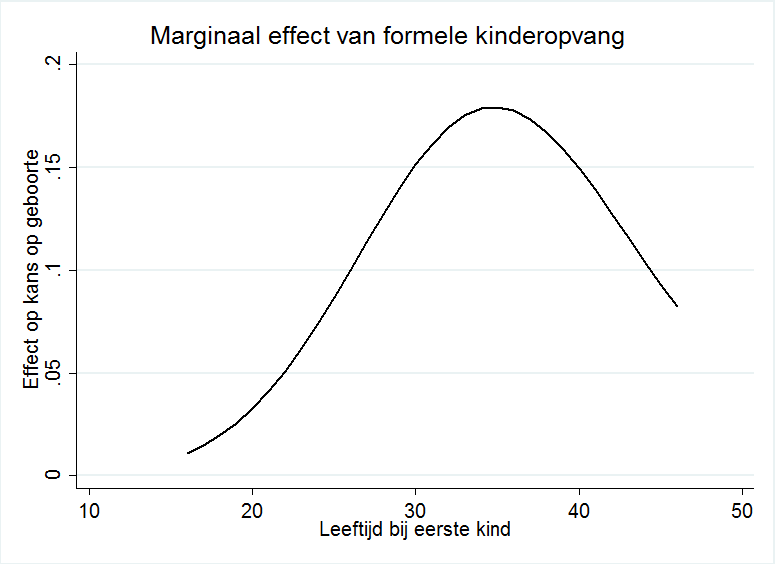 Marginaal effect van formele kinderopvang
Effect op kans op geboorte
.2
.15
.1
.05
0
10 20 30 40 50
Leeftijd bij eerste kind